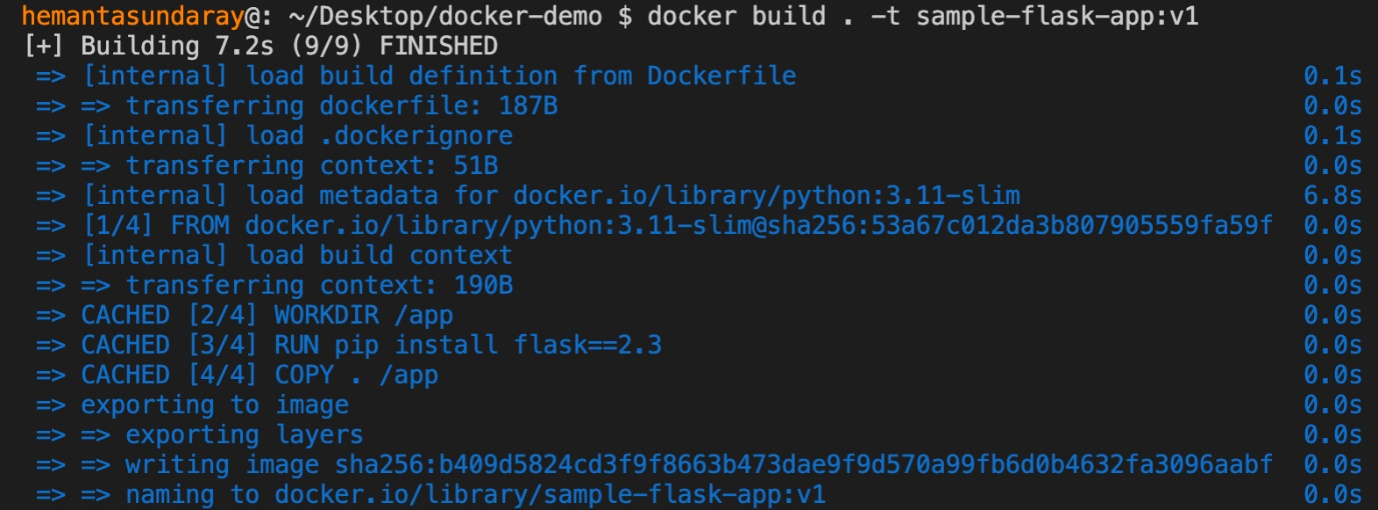 hemantasundaray@: ~/Desktop/docker-demo $ docker build . -t sample-flask-app:v1
[+] Building 7.2s (9/9) FINISHED
=> [internal] load build definition from Dockerfile 0.1s
=> => transferring dockerfile: 187B 0.0s
=> [internal] load .dockerignore 0.1s
=> => transferring context: 51B 0.0s
=> [internal] load metadata for docker.io/library/python:3.11-slim 6.8s
=> [1/4] FROM docker.io/library/python:3.11-slim@sha256:53a67c012da3b807905559fa59f 0.0s
=> [internal] load build context 0.0s
=> => transferring context: 190B 0.0s
=> CACHED [2/4] WORKDIR /app 0.0s
=> CACHED [3/4] RUN pip install flask==2.3 0.0s
=> CACHED [4/4] COPY . /app 0.0s
=> exporting to image 0.0s
=> => exporting layers 0.0s
=> => writing image sha256:b409d5824cd3f9f8663b473dae9f9d570a99fb6d0b4632fa3096aabf 0.0s
=> => naming to docker.io/library/sample-flask-app:v1 0.0s